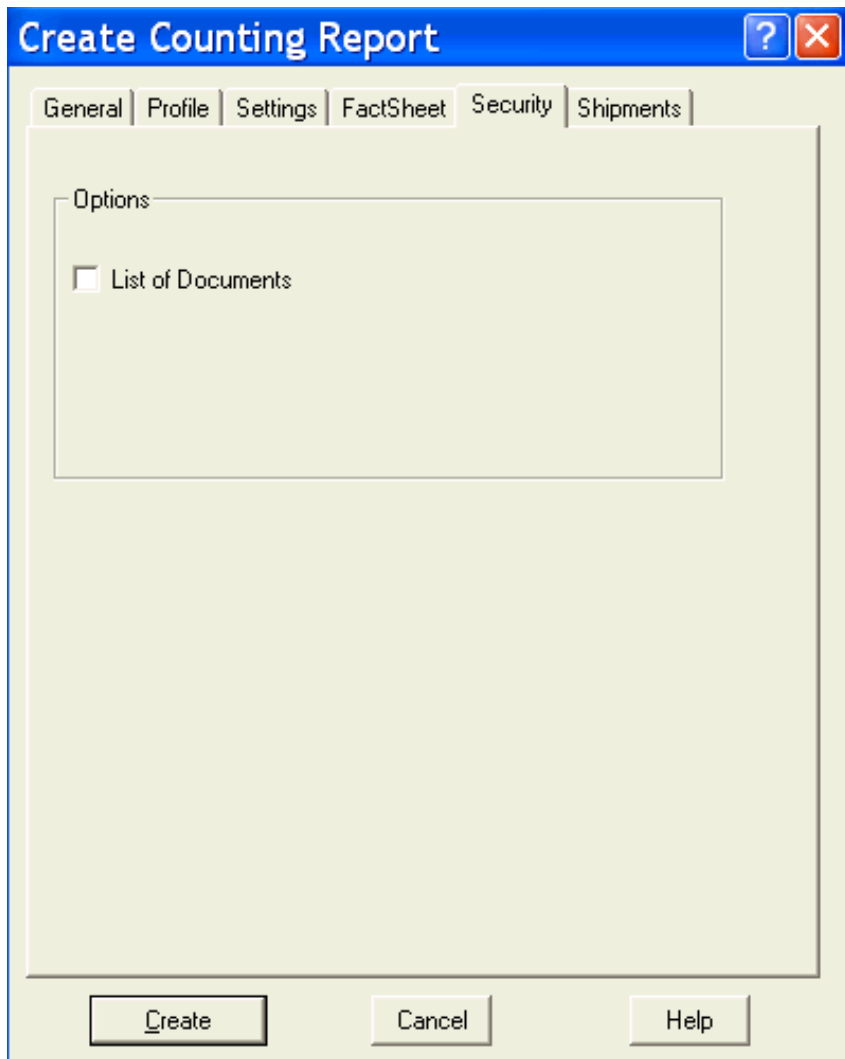 Create Counting Report
General Profile Settings FactSheet Security Shipments
Options
List of Documents
Create Cancel Help